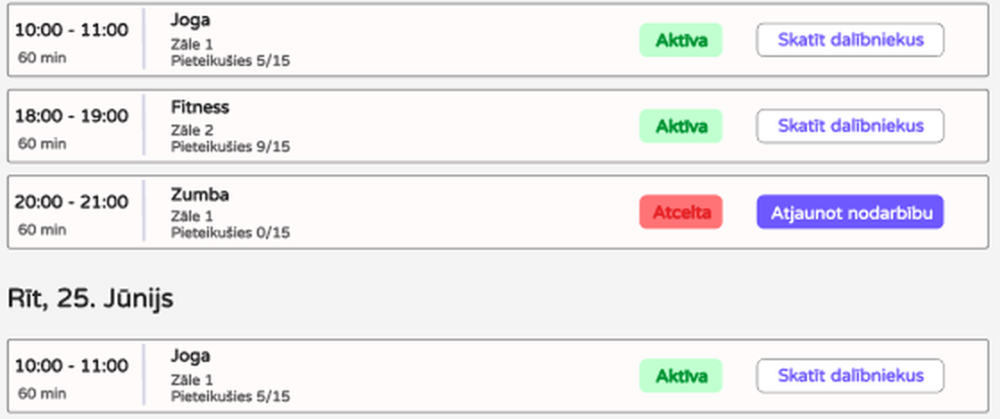 10:00 - 11:00
60 min
Joga
Zāle 1
Pieteikušies 5/15
Aktīva
Skatīt dalībniekus
18:00 - 19:00
60 min
Fitness
Zāle 2
Pieteikušies 9/15
Aktīva
Skatīt dalībniekus
20:00 - 21:00
60 min
Zumba
Zāle 1
Pieteikušies 0/15
Atcelta
Atjaunot nodarbību
Rīt, 25. Jūnijs
10:00 - 11:00
60 min
Joga
Zāle 1
Pieteikušies 5/15
Aktīva
Skatīt dalībniekus